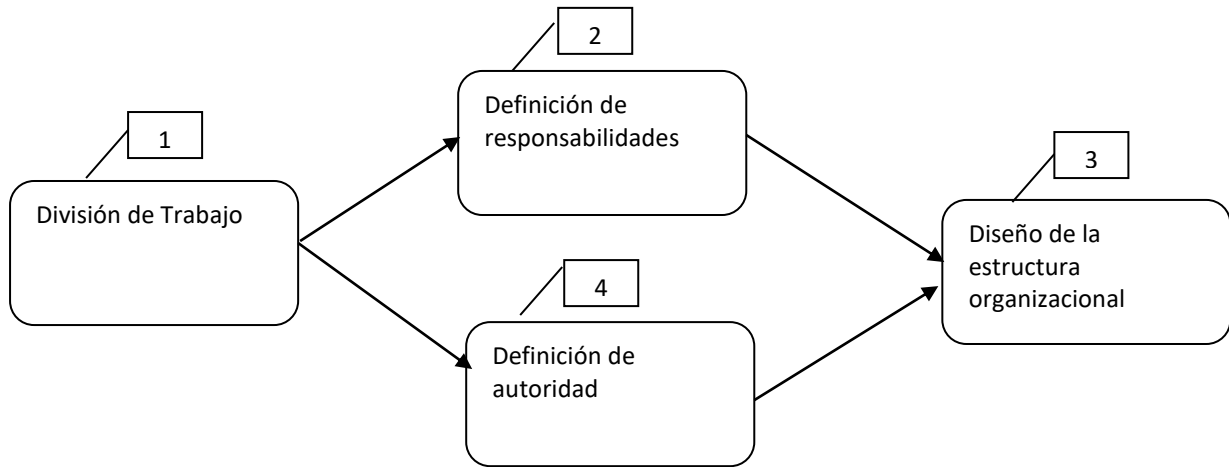 1
División de Trabajo
2
Definición de
responsabilidades
4
Definición de
autoridad
3
Diseño de la
estructura
organizacional